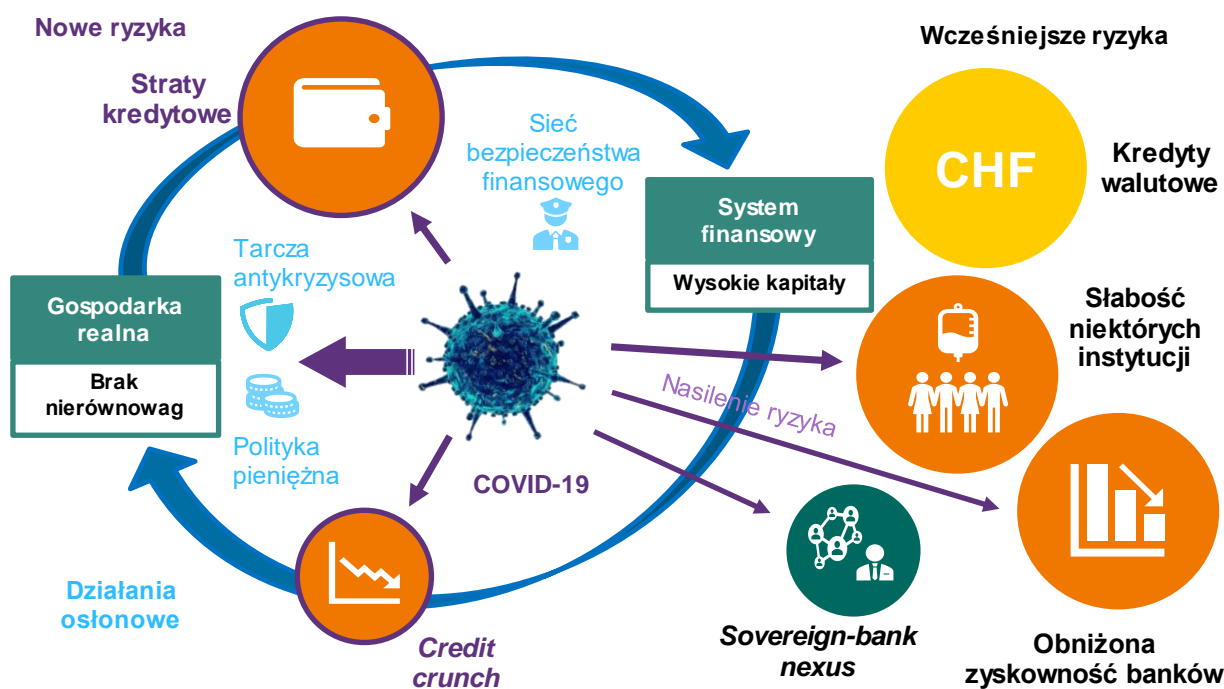 Nowe ryzyka
Wcześniejsze ryzyka
Straty
kredytowe
Sieć
bezpieczeństwa
finansowego
CHF
Kredyty
walutowe
System
finansowy
Wysokie kapitały
Tarcza
antykryzysowa
Gospodarka
realna
Brak
nierównowag
Słabość
niektórych
instytucji
Nasilenie ryzyka
Polityka
pieniężna
COVID-19
Działania
osłonowe
Credit
crunch
Sovereign-bank
nexus
Obniżona
zyskowność banków